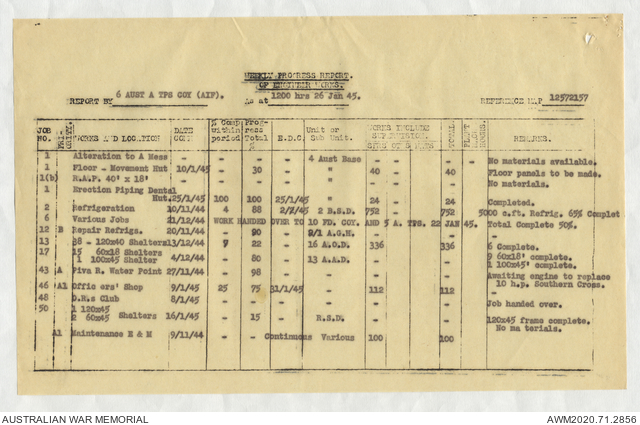 WEEKLY PROGRESS REPORT.
OF ENGINEER WORKS.
REPORT BY 6 AUST A TPS COY (AIF). As at 1200 hrs 26 Jan 45. REFERENCE MAP 12572157
JOB NO. PRIORITY. WORKS AND LOCATION DATE COMM % Comp within period Progress Total % E.D.C. Unit or Sub Unit. WORKS INCLUDE SUPERVISION. TOTAL PLANT HOURS. REMARKS.
1 Alteration to A Mess - - - 4 Aust Base - - - - No materials available.
1 Floor - Movement Hut. 10/1/45 - 30 - " 40 - 40 - Floor panels to be made.
1(b) R.A.P. 40' x 18' - - - " - - - No materials.
1 Erection Piping Dental
Hut. 25/1/45 100 100 25/1/45 " 24 - 24 - Completed.
2 Refrigeration 10/11/44 4 88 2/2/45 2 B.S.D. 752 752 5000 c.ft. Refrig. 65% Complet
6 Various Jobs 21/12/44 WORK HANDED OVER TO 10 FD. COY. AND 5 A. TPS. 22 JAN 45. Total Complete 50%.
12 B Repair Refrigs. 20/11/44 - 90 - 2/1 A.G.H. - - - -
13 38 - 120x40 Shelters 13/12/44 7 22 - 16 A.O.D. 336 - 336 - 6 Complete.
17 15 60x18 Shelters 9 60x18' complete.
1 100x45 Shelter 4/12/44 - 80 - 13 A.A.D. - - - - 1 100x45' complete.
43 A Piva R. Water Point 27/11/44 - 98 - - - - - Awaiting engine to replace
46 A1 Officers' Shop 9/1/45 25 75 31/1/45 - 112 - 112 - 10 h.p. Southern Cross.
48 O.Rs Club 8/1/45 - - - - - - - Job handed over.
50 1 120x45
2 60x45 Shelters 16/1/45 - 15 - R.S.D. - - - - 120x45 frame complete.
No materials.
A1 Maintenance E & M 9/11/44 Continuous Various 100 100 -
AUSTRALIAN WAR MEMORIAL AWM2020.71.2856